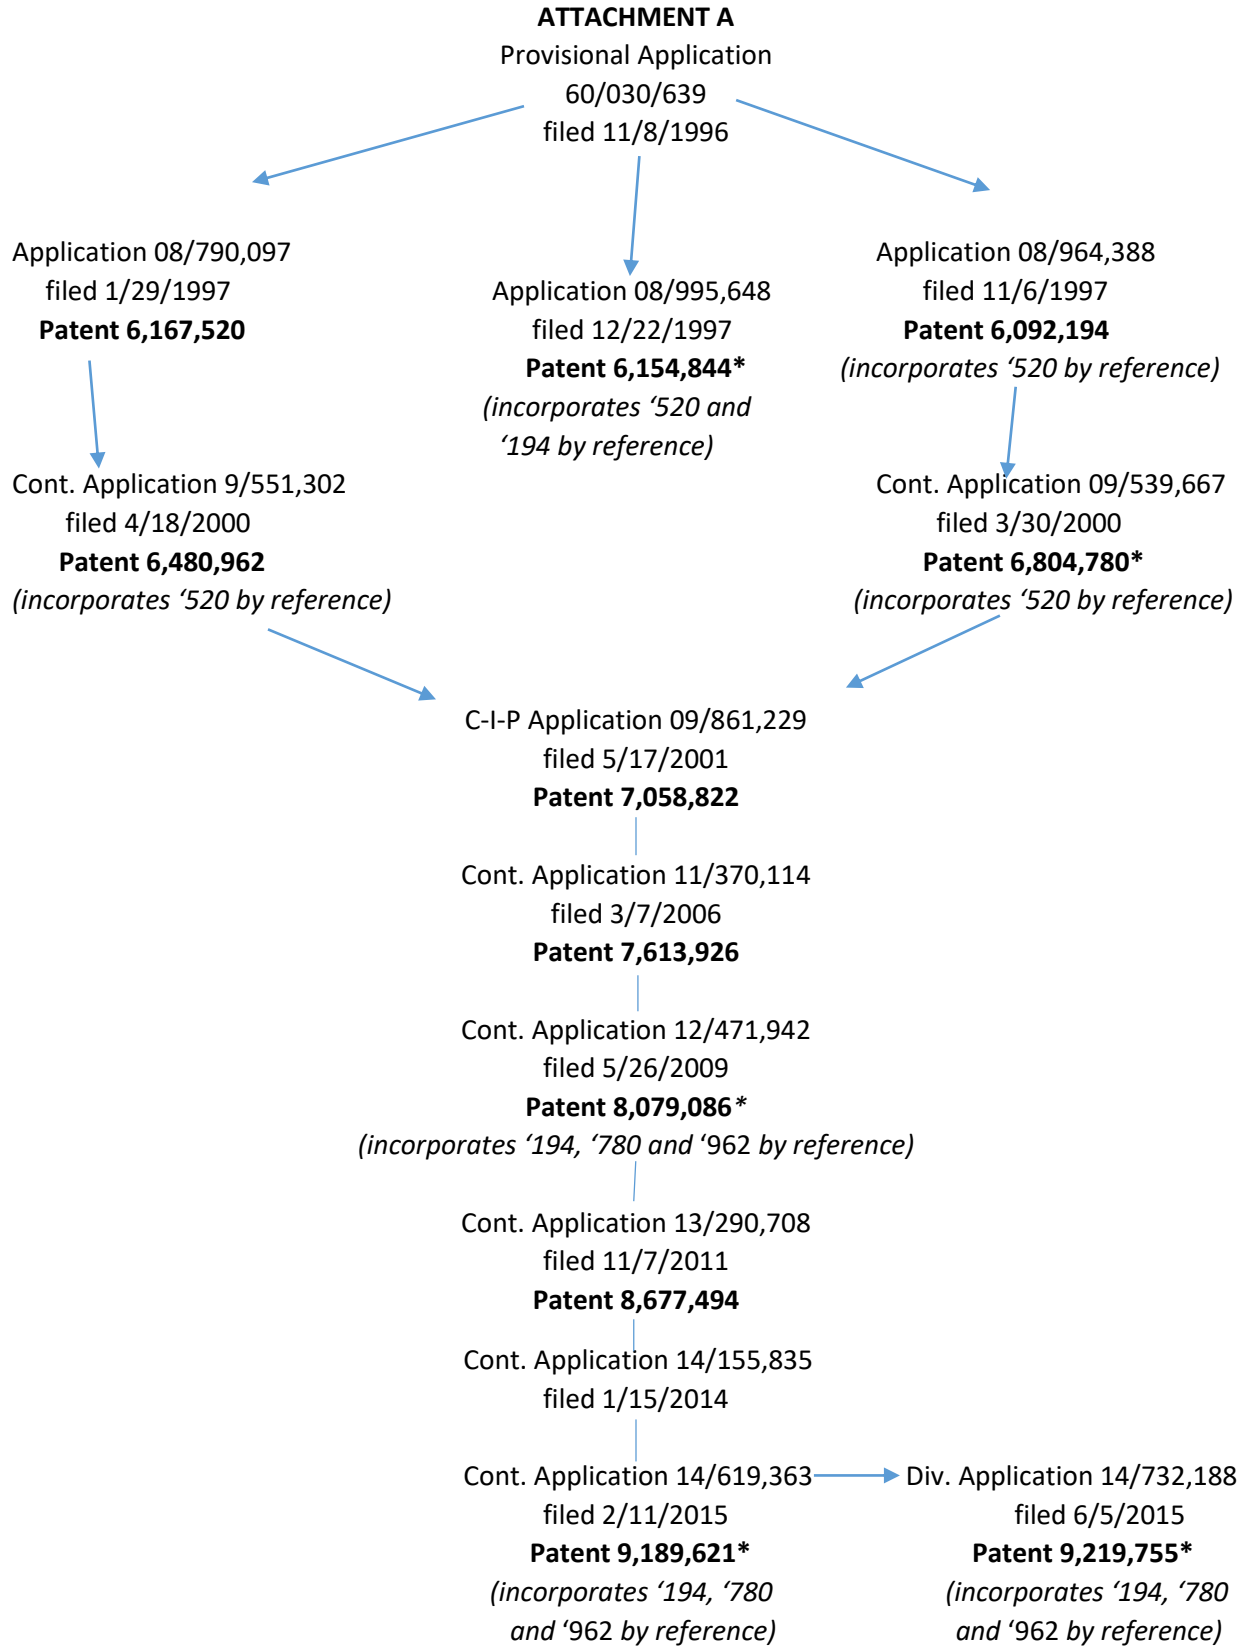 ATTACHMENT A
Provisional Application
60/030/639
filed 11/8/1996
Application 08/790,097
filed 1/29/1997
Patent 6,167,520
Application 08/995,648
filed 12/22/1997
Patent 6,154,844*
(incorporates ‘520 and
‘194 by reference)
Application 08/964,388
filed 11/6/1997
Patent 6,092,194
(incorporates ‘520 by reference)
Cont. Application 9/551,302
filed 4/18/2000
Patent 6,480,962
(incorporates ‘520 by reference)
Cont. Application 09/539,667
filed 3/30/2000
Patent 6,804,780*
(incorporates ‘520 by reference)
C-I-P Application 09/861,229
filed 5/17/2001
Patent 7,058,822
Cont. Application 11/370,114
filed 3/7/2006
Patent 7,613,926
Cont. Application 12/471,942
filed 5/26/2009
Patent 8,079,086*
(incorporates ‘194, ‘780 and ‘962 by reference)
Cont. Application 13/290,708
filed 11/7/2011
Patent 8,677,494
Cont. Application 14/155,835
filed 1/15/2014
Cont. Application 14/619,363
filed 2/11/2015
Patent 9,189,621*
(incorporates ‘194, ‘780
and ‘962 by reference)
Div. Application 14/732,188
filed 6/5/2015
Patent 9,219,755*
(incorporates ‘194, ‘780
and ‘962 by reference)